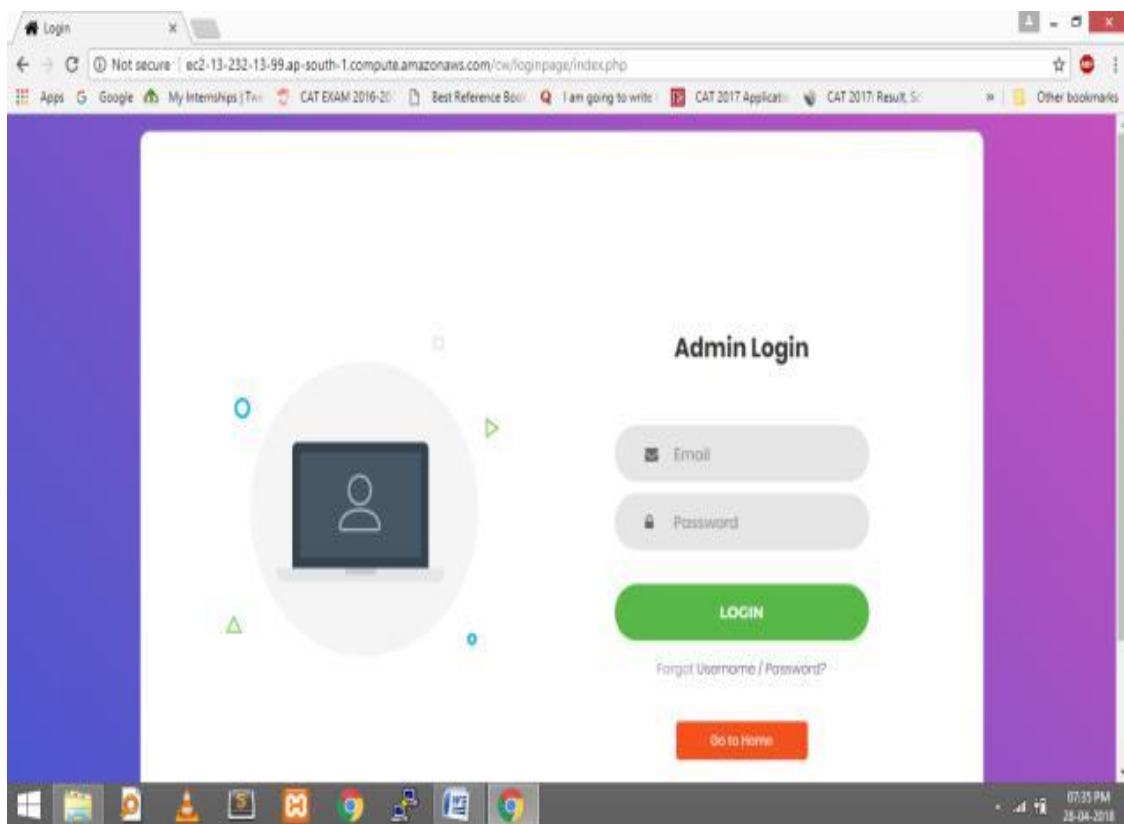 Login
Not secure ec2-13-232-13-99.ap-south-1.compute.amazonaws.com/cw/loginpage/index.php
Apps Google My Internships | Twe CAT EXAM 2016-20 Best Reference Boo I am going to write CAT 2017 Applicati CAT 2017: Result, Sc » Other bookmarks
Admin Login
Email
Password
LOGIN
Forgot Username / Password?
Go to Home
07:35 PM
28-04-2018